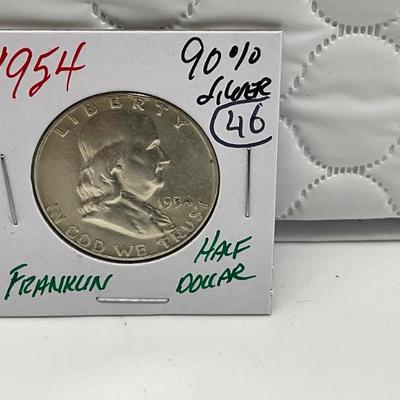 1954
90%
SILVER
46
LIBERTY
1954
IN GOD WE TRUST
FRANKLIN
HALF
DOLLAR